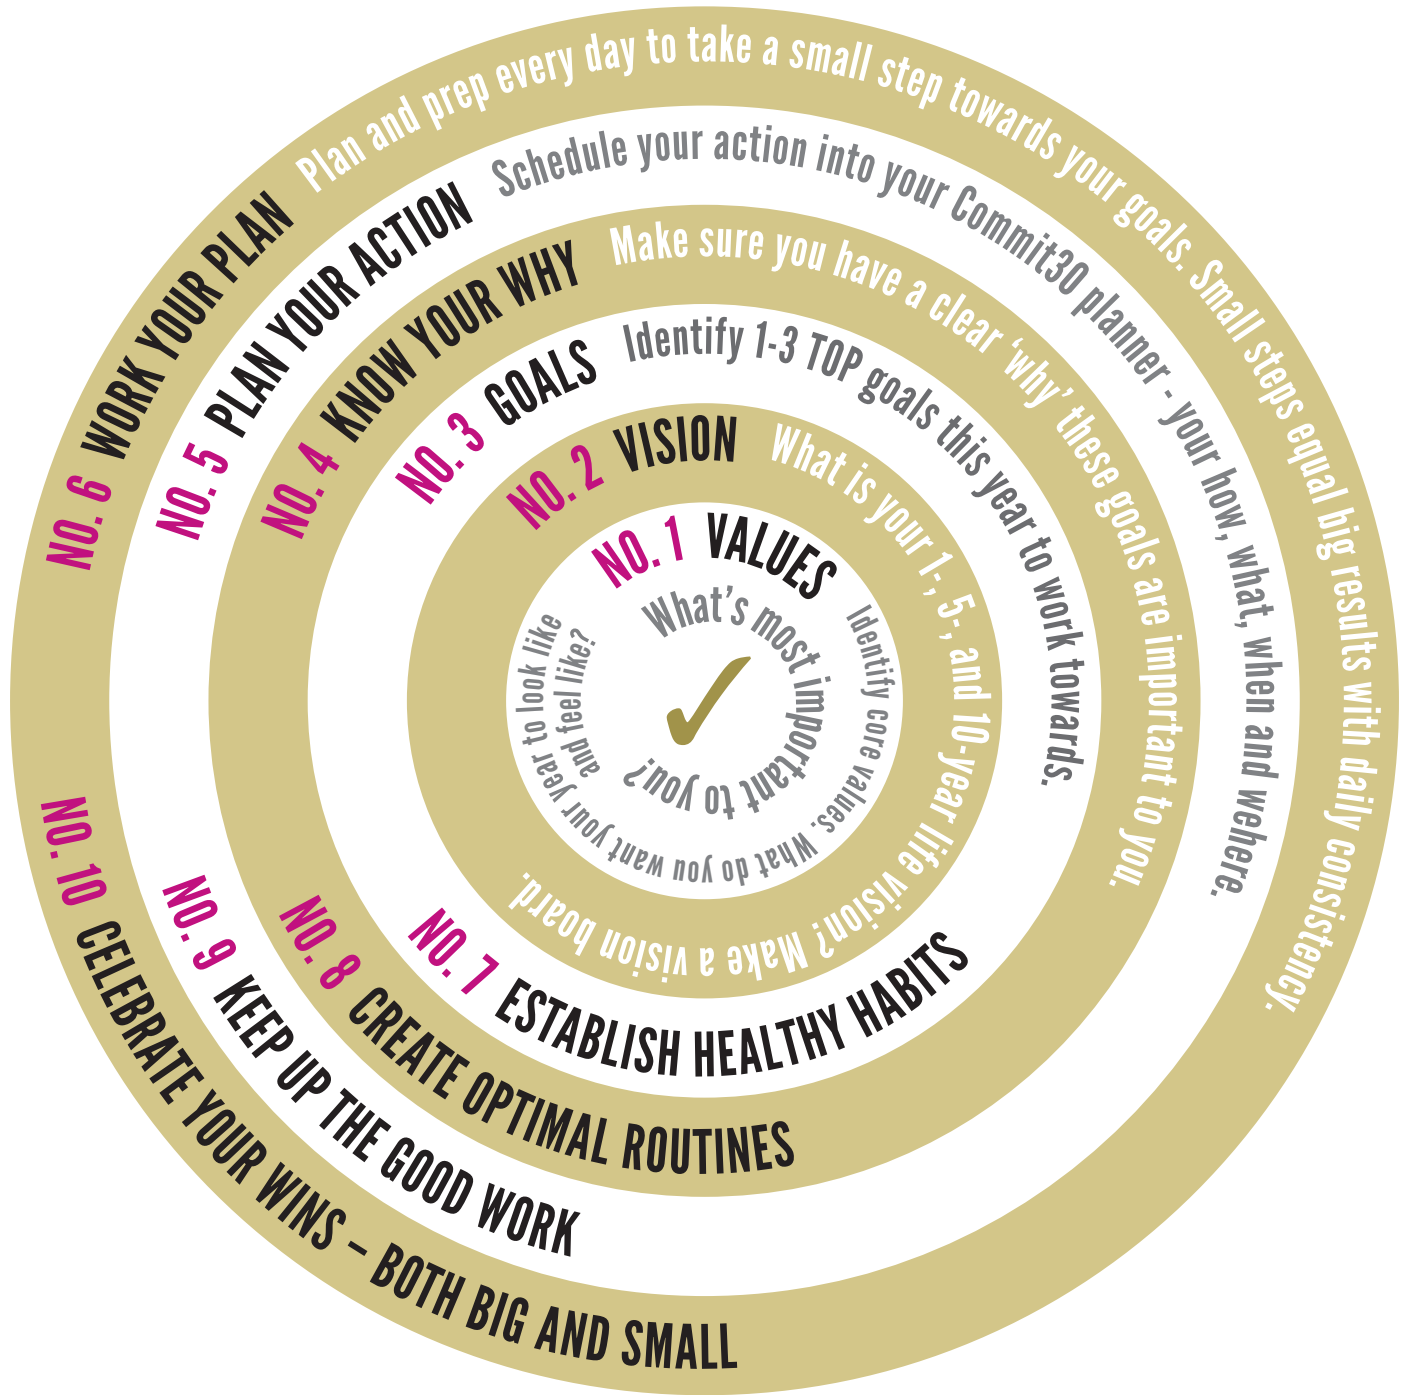 NO. 1 VALUES
What's most important to you?
Identify core values. What do you want your year to look like
and feel like?
NO. 2 VISION What is your 1-, 5-, and 10-year life vision? Make a vision board.
NO. 3 GOALS Identify 1-3 TOP goals this year to work towards.
NO. 4 KNOW YOUR WHY Make sure you have a clear ‘why’ these goals are important to you.
NO. 5 PLAN YOUR ACTION Schedule your action into your Commit30 planner - your how, what, when and wehere.
NO. 6 WORK YOUR PLAN Plan and prep every day to take a small step towards your goals. Small steps equal big results with daily consistency.
NO. 7 ESTABLISH HEALTHY HABITS
NO. 8 CREATE OPTIMAL ROUTINES
NO. 9 KEEP UP THE GOOD WORK
NO. 10 CELEBRATE YOUR WINS – BOTH BIG AND SMALL